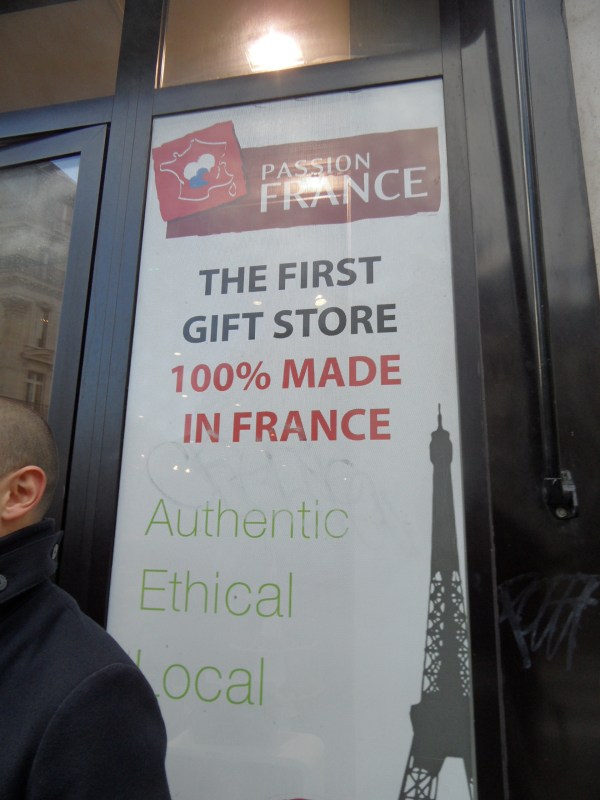 PASSION
FRANCE
THE FIRST
GIFT STORE
100% MADE
IN FRANCE
Authentic
Ethical
Local